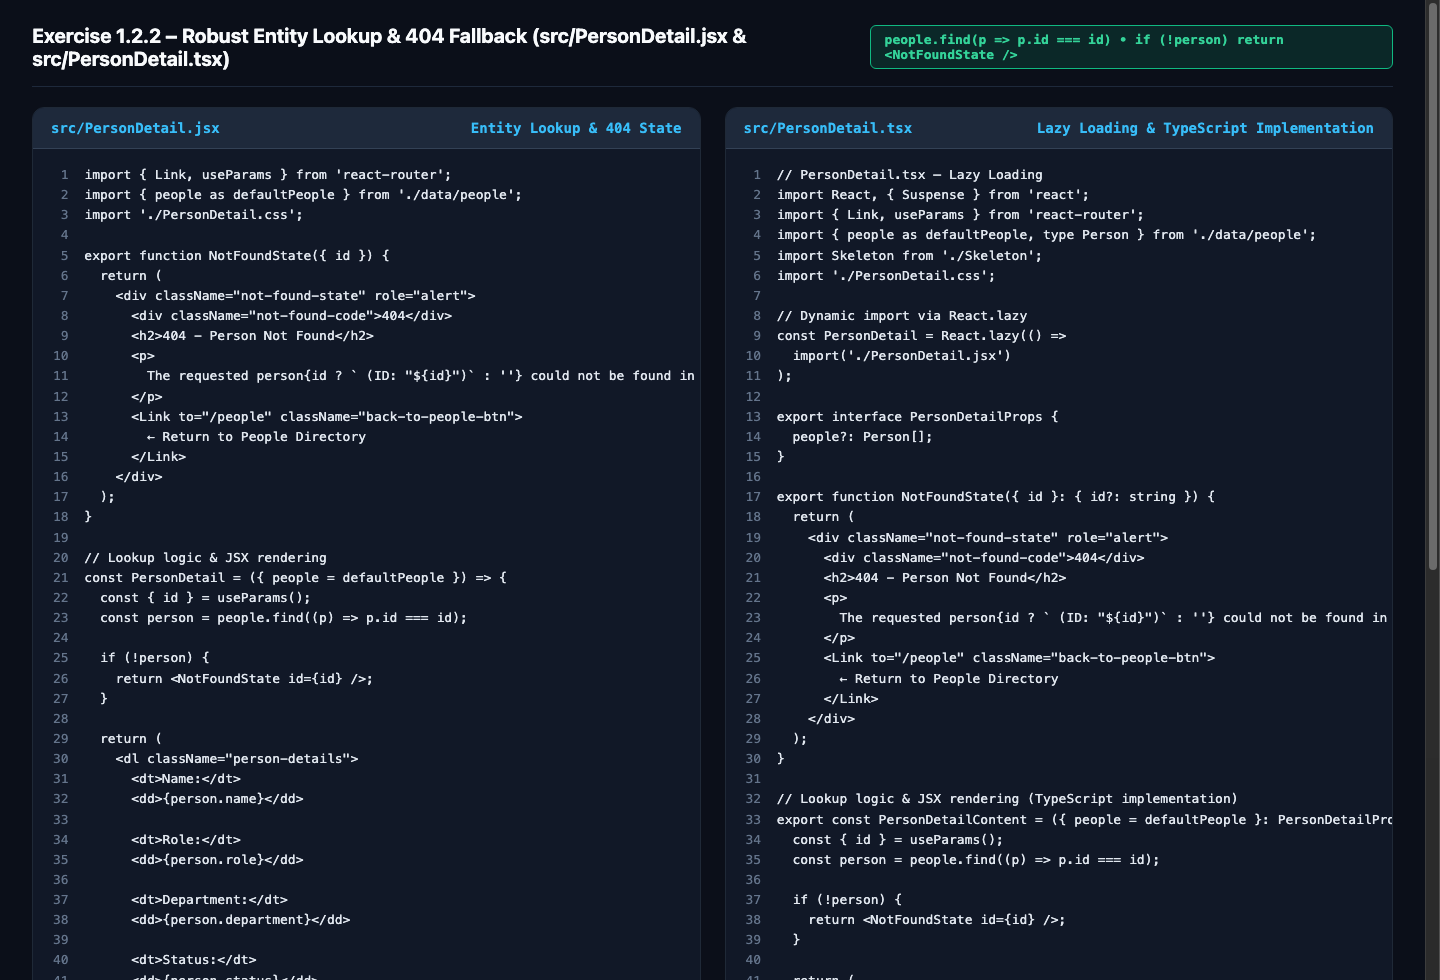 Exercise 1.2.2 – Robust Entity Lookup & 404 Fallback (src/PersonDetail.jsx &
src/PersonDetail.tsx)
people.find(p => p.id === id) • if (!person) return
<NotFoundState />
src/PersonDetail.jsx
Entity Lookup & 404 State
1 import { Link, useParams } from 'react-router';
2 import { people as defaultPeople } from './data/people';
3 import './PersonDetail.css';
4
5 export function NotFoundState({ id }) {
6   return (
7     <div className="not-found-state" role="alert">
8       <div className="not-found-code">404</div>
9       <h2>404 – Person Not Found</h2>
10       <p>
11         The requested person{id ? ` (ID: "${id}")` : ''} could not be found in
12       </p>
13       <Link to="/people" className="back-to-people-btn">
14         ← Return to People Directory
15       </Link>
16     </div>
17   );
18 }
19
20 // Lookup logic & JSX rendering
21 const PersonDetail = ({ people = defaultPeople }) => {
22   const { id } = useParams();
23   const person = people.find((p) => p.id === id);
24
25   if (!person) {
26     return <NotFoundState id={id} />;
27   }
28
29   return (
30     <dl className="person-details">
31       <dt>Name:</dt>
32       <dd>{person.name}</dd>
33
34       <dt>Role:</dt>
35       <dd>{person.role}</dd>
36
37       <dt>Department:</dt>
38       <dd>{person.department}</dd>
39
40       <dt>Status:</dt>
41       <dd>{person.status}</dd>
src/PersonDetail.tsx
Lazy Loading & TypeScript Implementation
1 // PersonDetail.tsx — Lazy Loading
2 import React, { Suspense } from 'react';
3 import { Link, useParams } from 'react-router';
4 import { people as defaultPeople, type Person } from './data/people';
5 import Skeleton from './Skeleton';
6 import './PersonDetail.css';
7
8 // Dynamic import via React.lazy
9 const PersonDetail = React.lazy(() =>
10   import('./PersonDetail.jsx')
11 );
12
13 export interface PersonDetailProps {
14   people?: Person[];
15 }
16
17 export function NotFoundState({ id }: { id?: string }) {
18   return (
19     <div className="not-found-state" role="alert">
20       <div className="not-found-code">404</div>
21       <h2>404 – Person Not Found</h2>
22       <p>
23         The requested person{id ? ` (ID: "${id}")` : ''} could not be found in
24       </p>
25       <Link to="/people" className="back-to-people-btn">
26         ← Return to People Directory
27       </Link>
28     </div>
29   );
30 }
31
32 // Lookup logic & JSX rendering (TypeScript implementation)
33 export const PersonDetailContent = ({ people = defaultPeople }: PersonDetailPro
34   const { id } = useParams();
35   const person = people.find((p) => p.id === id);
36
37   if (!person) {
38     return <NotFoundState id={id} />;
39   }
40
41   return (